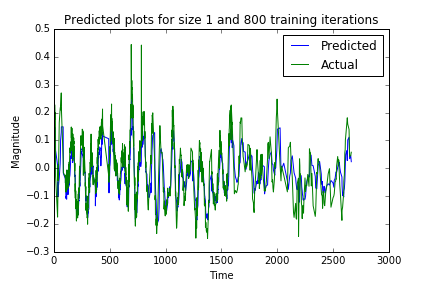 Predicted plots for size 1 and 800 training iterations
Predicted
Actual
Magnitude
0.5
0.4
0.3
0.2
0.1
0.0
−0.1
−0.2
−0.3
0 500 1000 1500 2000 2500 3000
Time